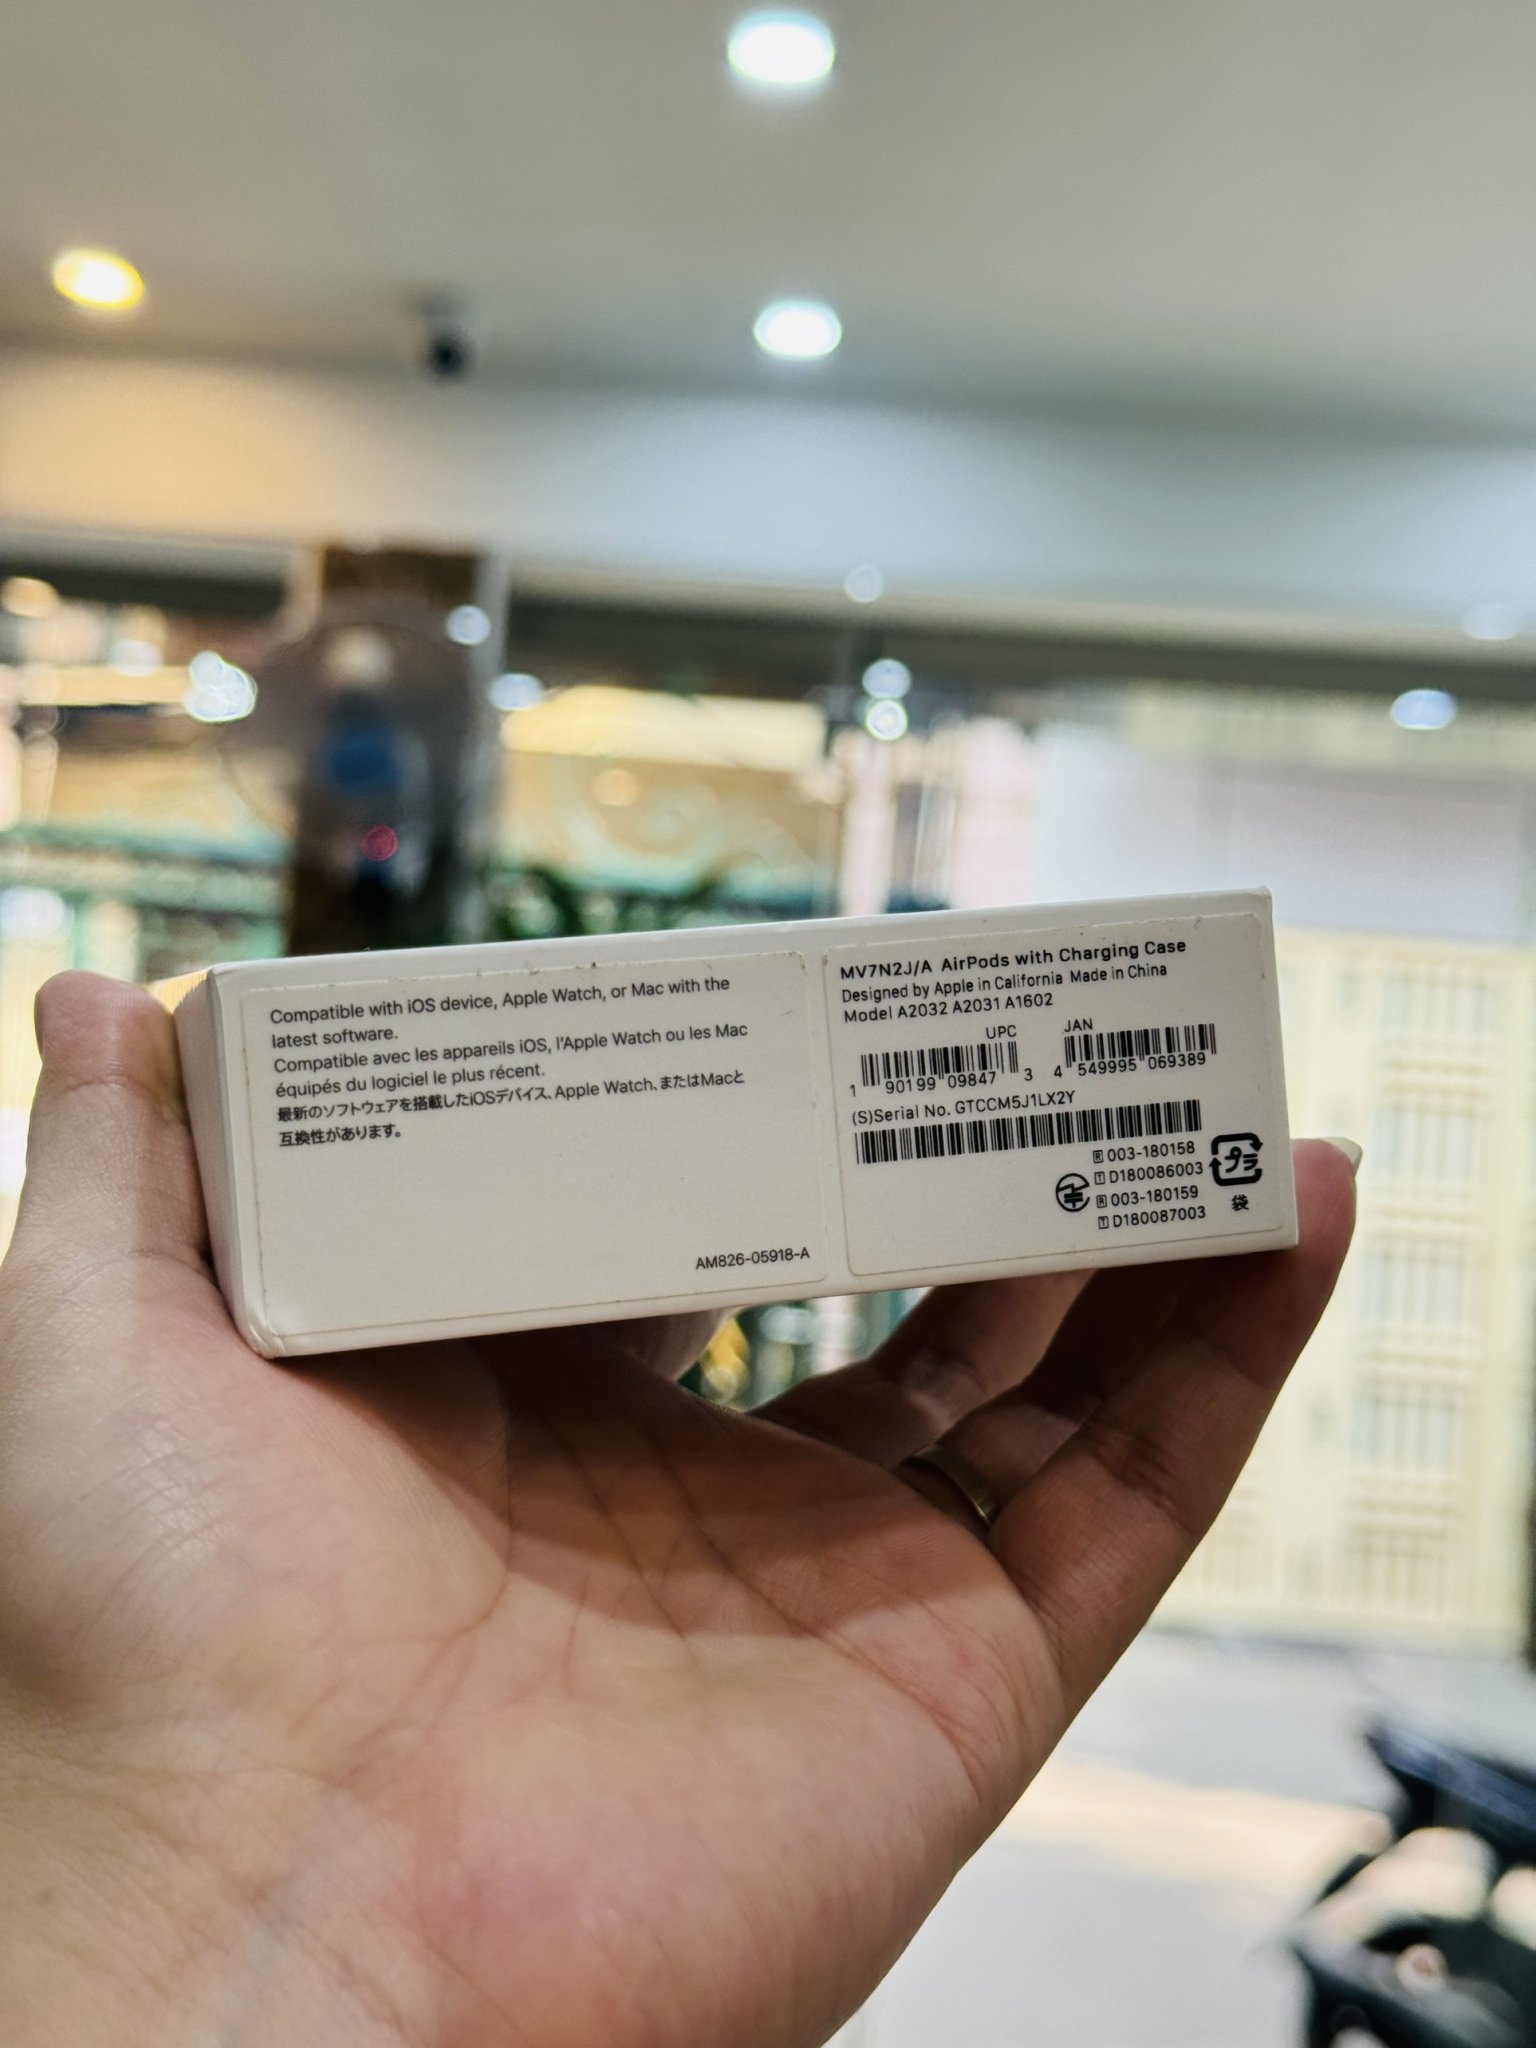 Compatible with iOS device, Apple Watch, or Mac with the
latest software.
Compatible avec les appareils iOS, l'Apple Watch ou les Mac
équipés du logiciel le plus récent.
最新のソフトウェアを搭載したiOSデバイス、Apple Watch、またはMacと
互換性があります。
AM826-05918-A
MV7N2J/A AirPods with Charging Case
Designed by Apple in California Made in China
Model A2032 A2031 A1602
UPC
1 90199 09847 3
JAN
4 549995 069389
(S)Serial No. GTCCM5J1LX2Y
R 003-180158
T D180086003
R 003-180159
T D180087003
プラ
袋